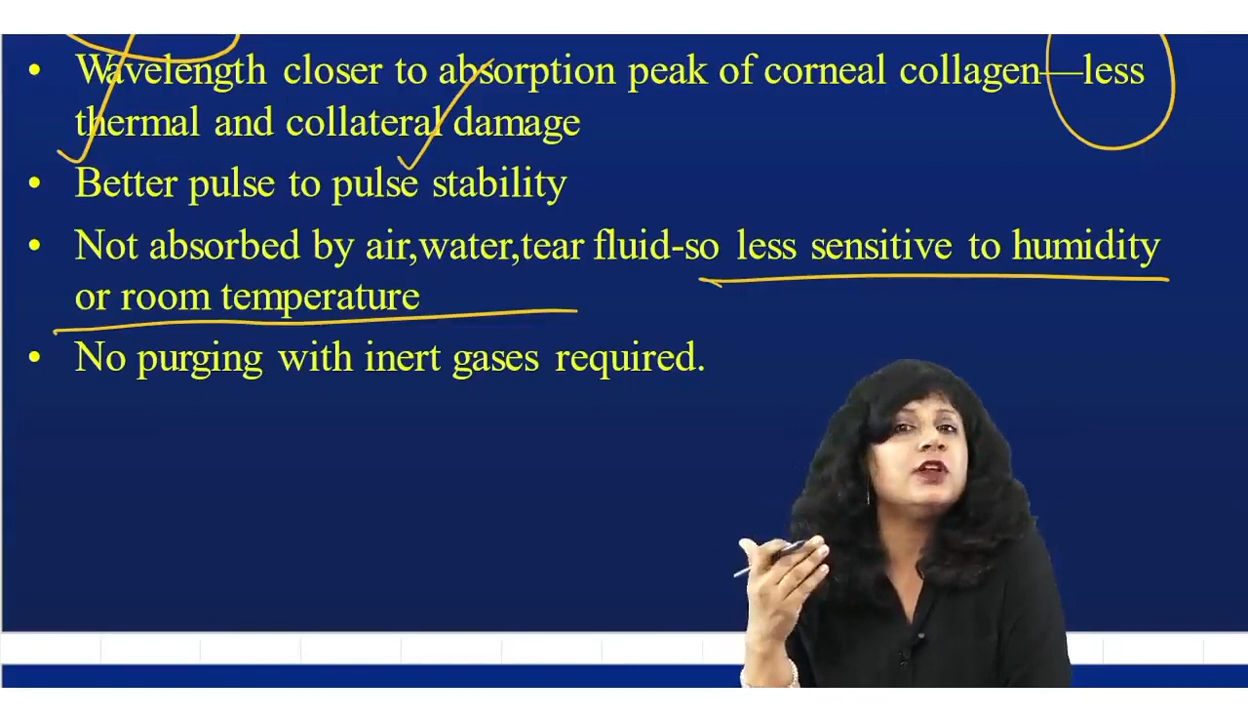 • Wavelength closer to absorption peak of corneal collagen—less
thermal and collateral damage
• Better pulse to pulse stability
• Not absorbed by air,water,tear fluid-so less sensitive to humidity
or room temperature
• No purging with inert gases required.